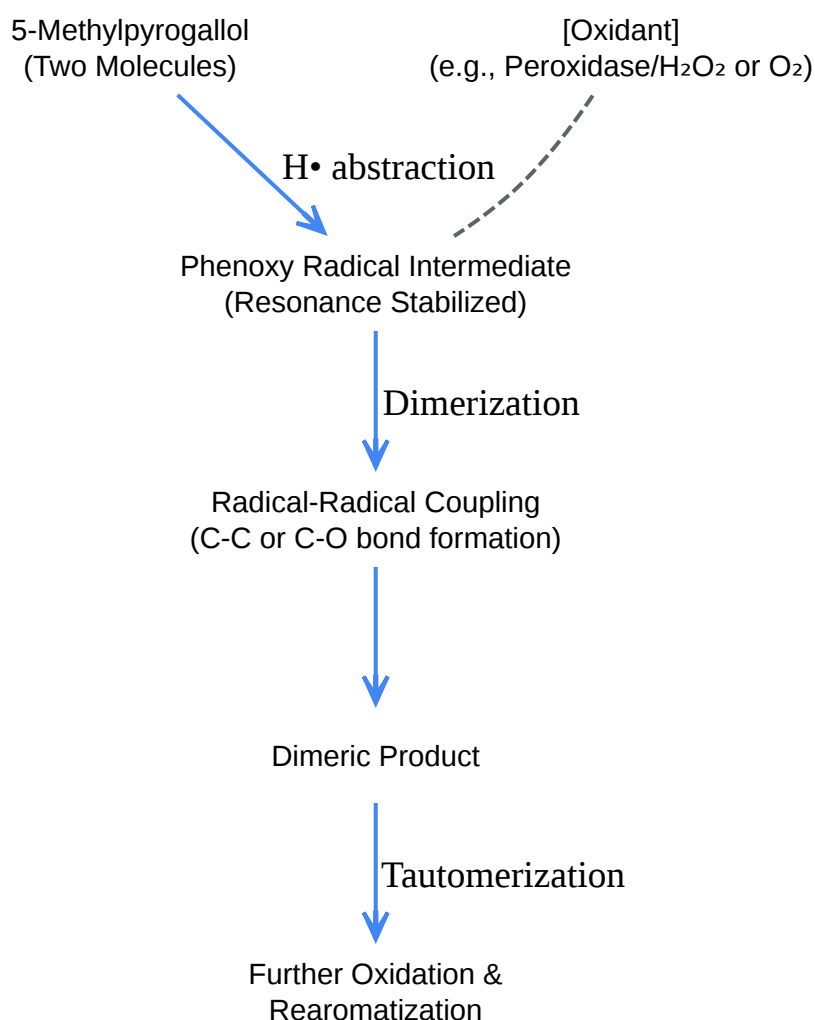 5-Methylpyrogallol
(Two Molecules)
[Oxidant]
(e.g., Peroxidase/H₂O₂ or O₂)
H• abstraction
Phenoxy Radical Intermediate
(Resonance Stabilized)
Dimerization
Radical-Radical Coupling
(C-C or C-O bond formation)
Dimeric Product
Tautomerization
Further Oxidation &
Rearomatization